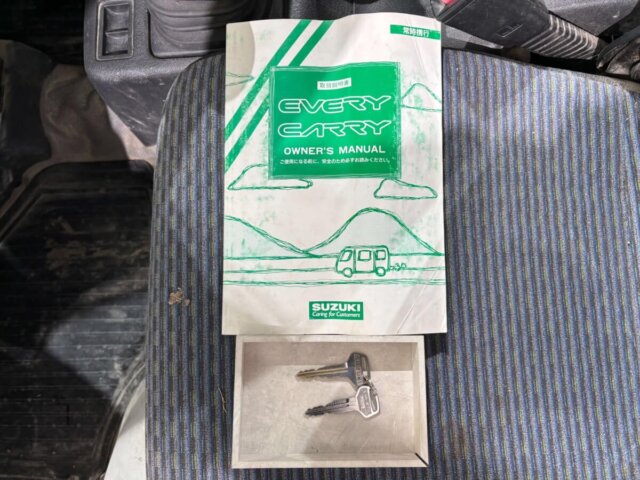 常時携行
取扱説明書
EVERY
CARRY
OWNER'S MANUAL
ご使用になる前に、安全のため必ずお読みください。
SUZUKI
Caring for Customers